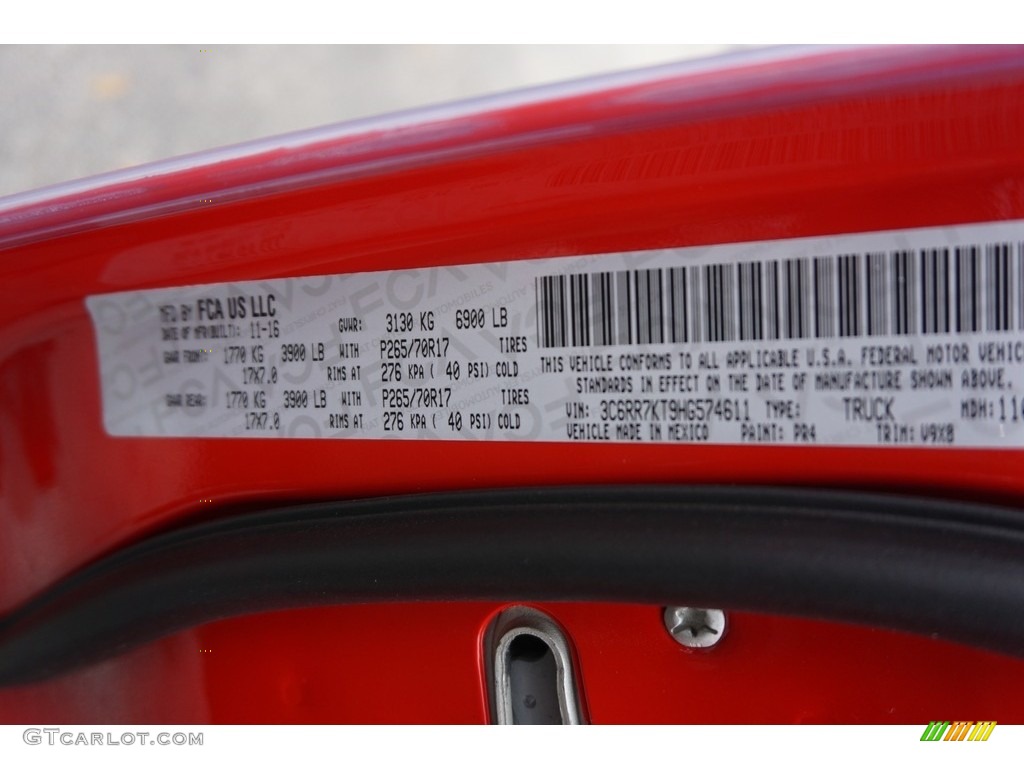 MFD BY FCA US LLC
DATE OF MFR(BUILT): 11-16 GVWR: 3130 KG 6900 LB
GAWR FRONT: 1770 KG 3900 LB WITH P265/70R17 TIRES
17X7.0 RIMS AT 276 KPA ( 40 PSI) COLD
GAWR REAR: 1770 KG 3900 LB WITH P265/70R17 TIRES
17X7.0 RIMS AT 276 KPA ( 40 PSI) COLD
THIS VEHICLE CONFORMS TO ALL APPLICABLE U.S.A. FEDERAL MOTOR VEHIC
STANDARDS IN EFFECT ON THE DATE OF MANUFACTURE SHOWN ABOVE.
VIN: 3C6RR7KT9HG574611 TYPE: TRUCK MDH: 11
VEHICLE MADE IN MEXICO PAINT: PR4 TRIM: V9X8
GTCARLOT.COM